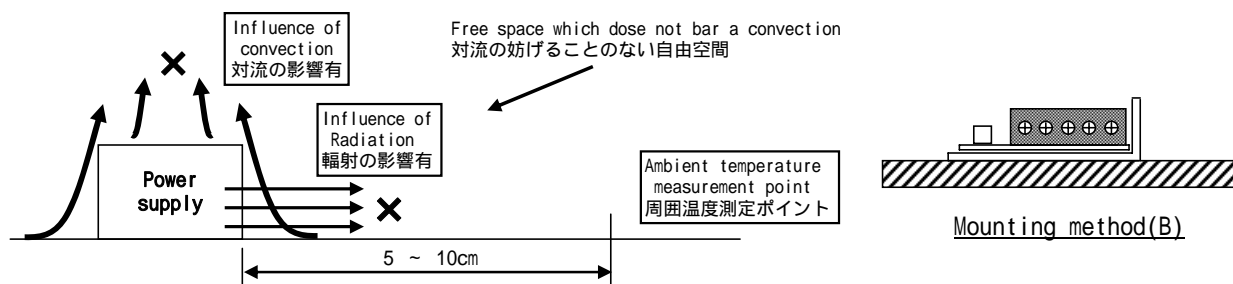 Influence of
convection
対流の影響有
Free space which dose not bar a convection
対流の妨げることのない自由空間
Influence of
Radiation
輻射の影響有
Power
supply
Ambient temperature
measurement point
周囲温度測定ポイント
5 ～ 10cm
Mounting method(B)